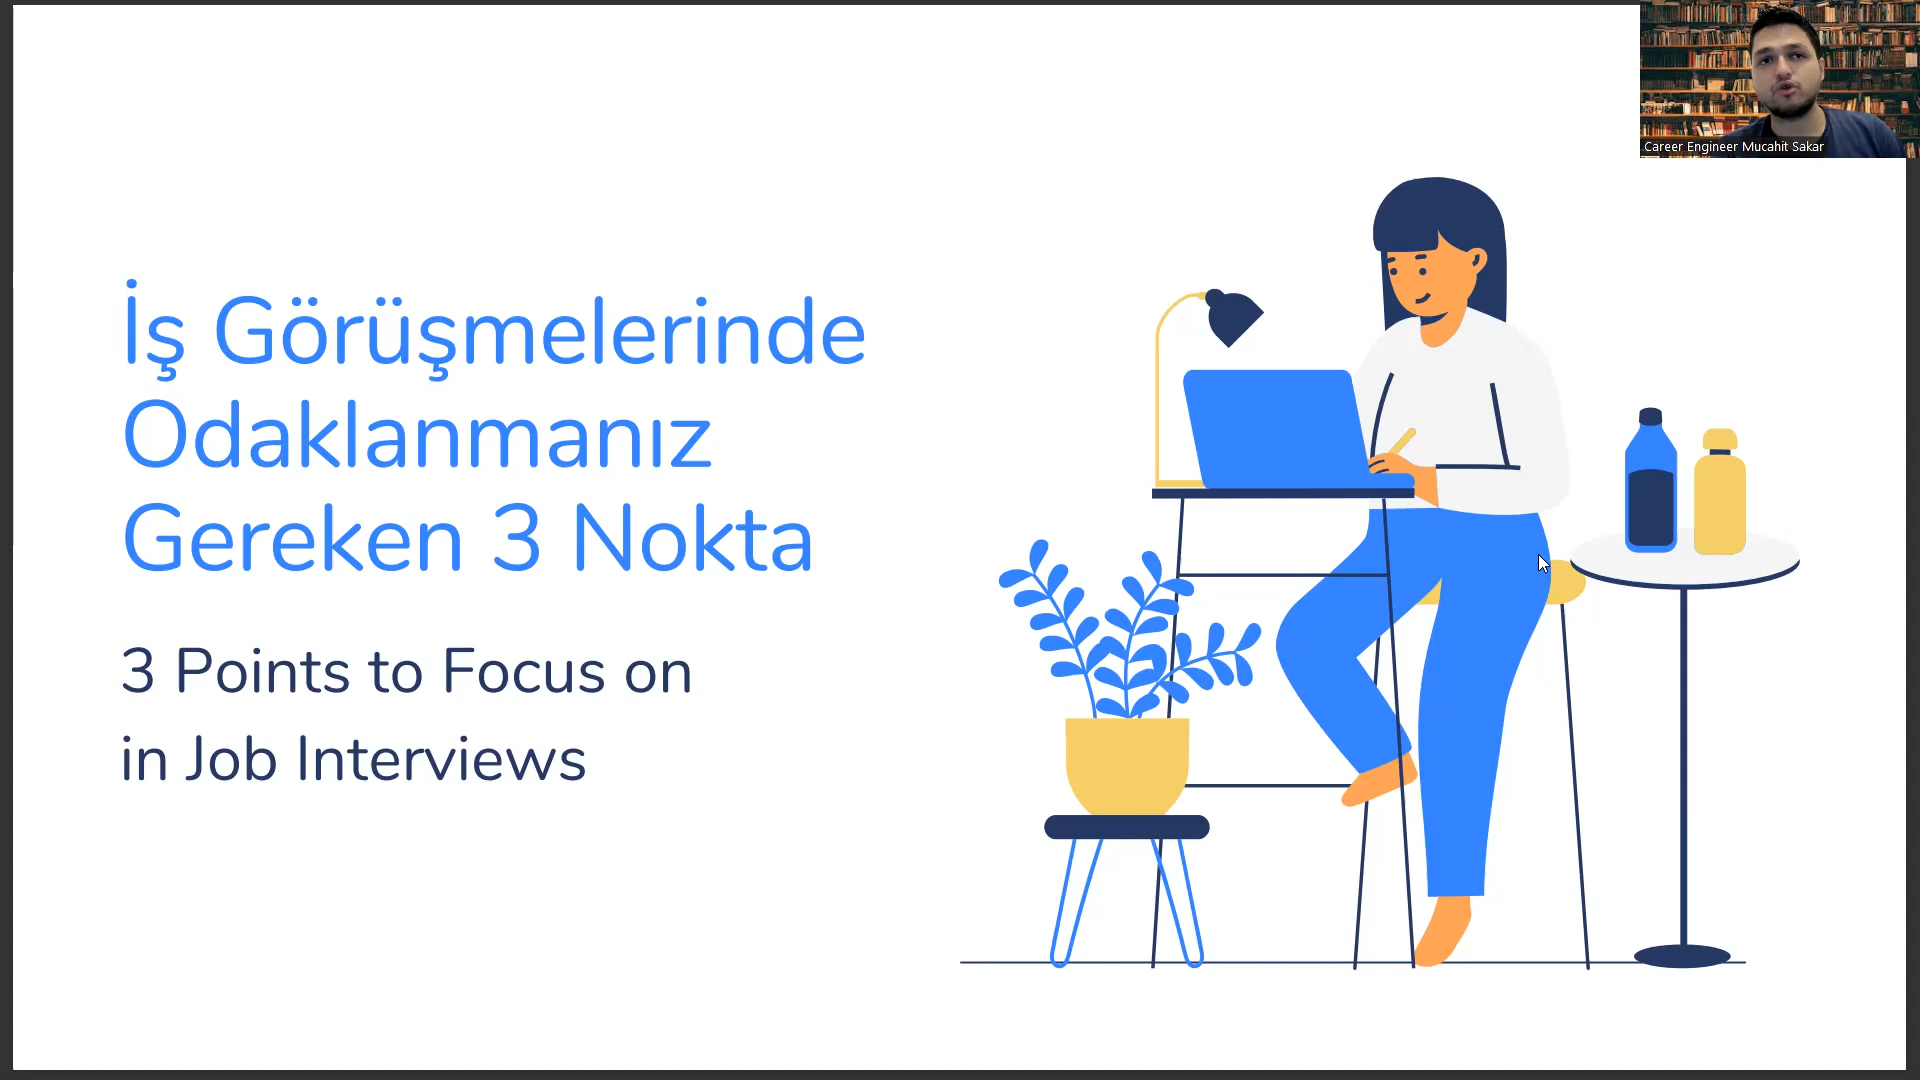 Career Engineer Mucahit Sakar
İş Görüşmelerinde
Odaklanmanız
Gereken 3 Nokta
3 Points to Focus on
in Job Interviews